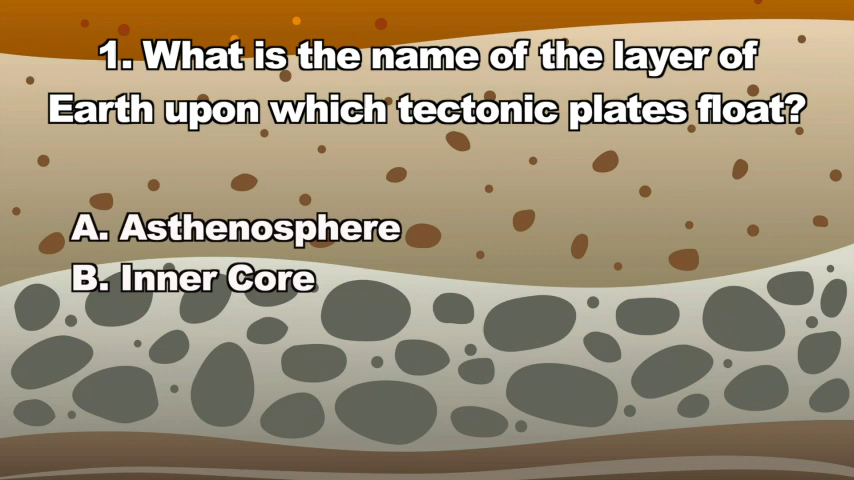 1. What is the name of the layer of
Earth upon which tectonic plates float?
A. Asthenosphere
B. Inner Core